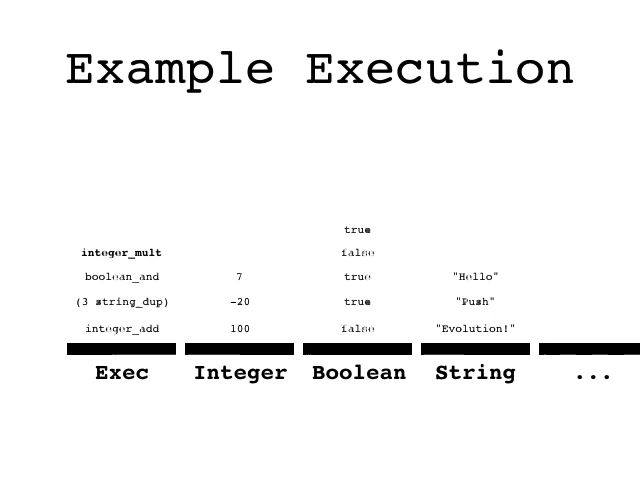 Example Execution
true
integer_mult false
boolean_and 7 true "Hello"
(3 string_dup) -20 true "Push"
integer_add 100 false "Evolution!"
Exec Integer Boolean String ...